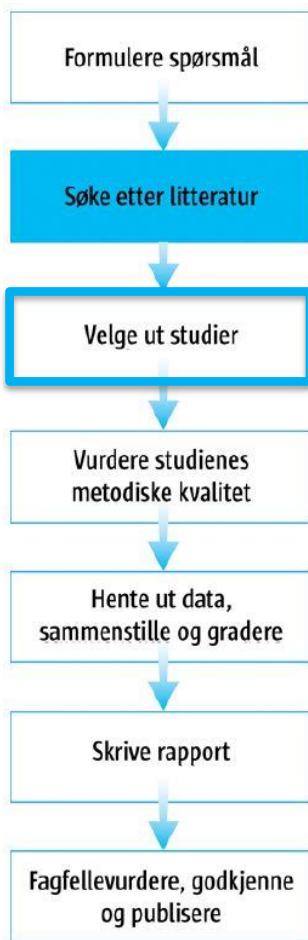 Formulere spørsmål
Søke etter litteratur
Velge ut studier
Vurdere studienes
metodiske kvalitet
Hente ut data,
sammenstille og gradere
Skrive rapport
Fagfellevurdere, godkjenne
og publisere